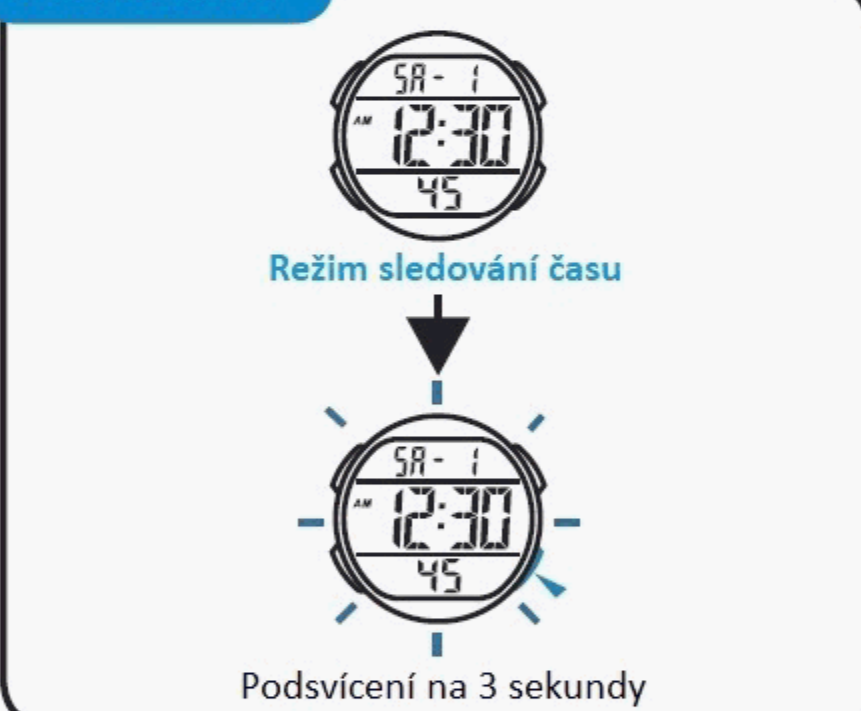 SA- 1
AM 12:30
45
Režim sledování času
SA- 1
AM 12:30
45
Podsvícení na 3 sekundy